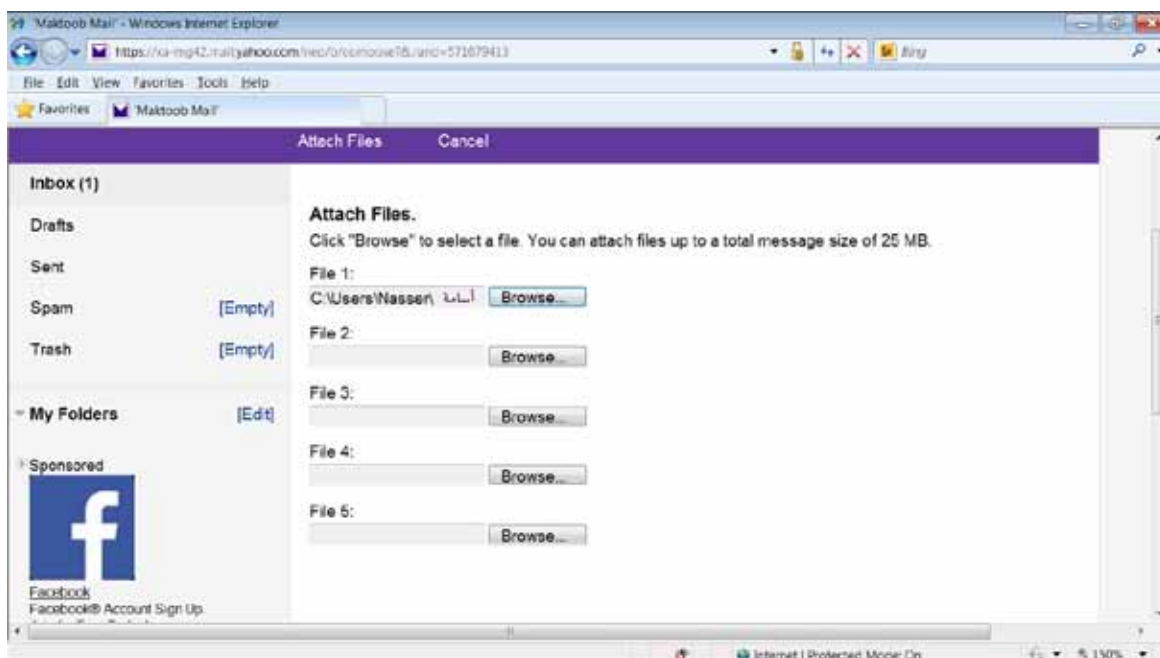 'Maktoob Mail' - Windows Internet Explorer
Bing
File Edit View Favorites Tools Help
Favorites 'Maktoob Mail'
Attach Files Cancel
Inbox (1)
Drafts
Sent
Spam [Empty]
Trash [Empty]
My Folders [Edit]
Sponsored
Facebook
Facebook® Account Sign Up
Attach Files.
Click "Browse" to select a file. You can attach files up to a total message size of 25 MB.
File 1:
C:\Users\Nasser\ Browse...
File 2:
Browse...
File 3:
Browse...
File 4:
Browse...
File 5:
Browse...
Internet | Protected Mode: On
130%